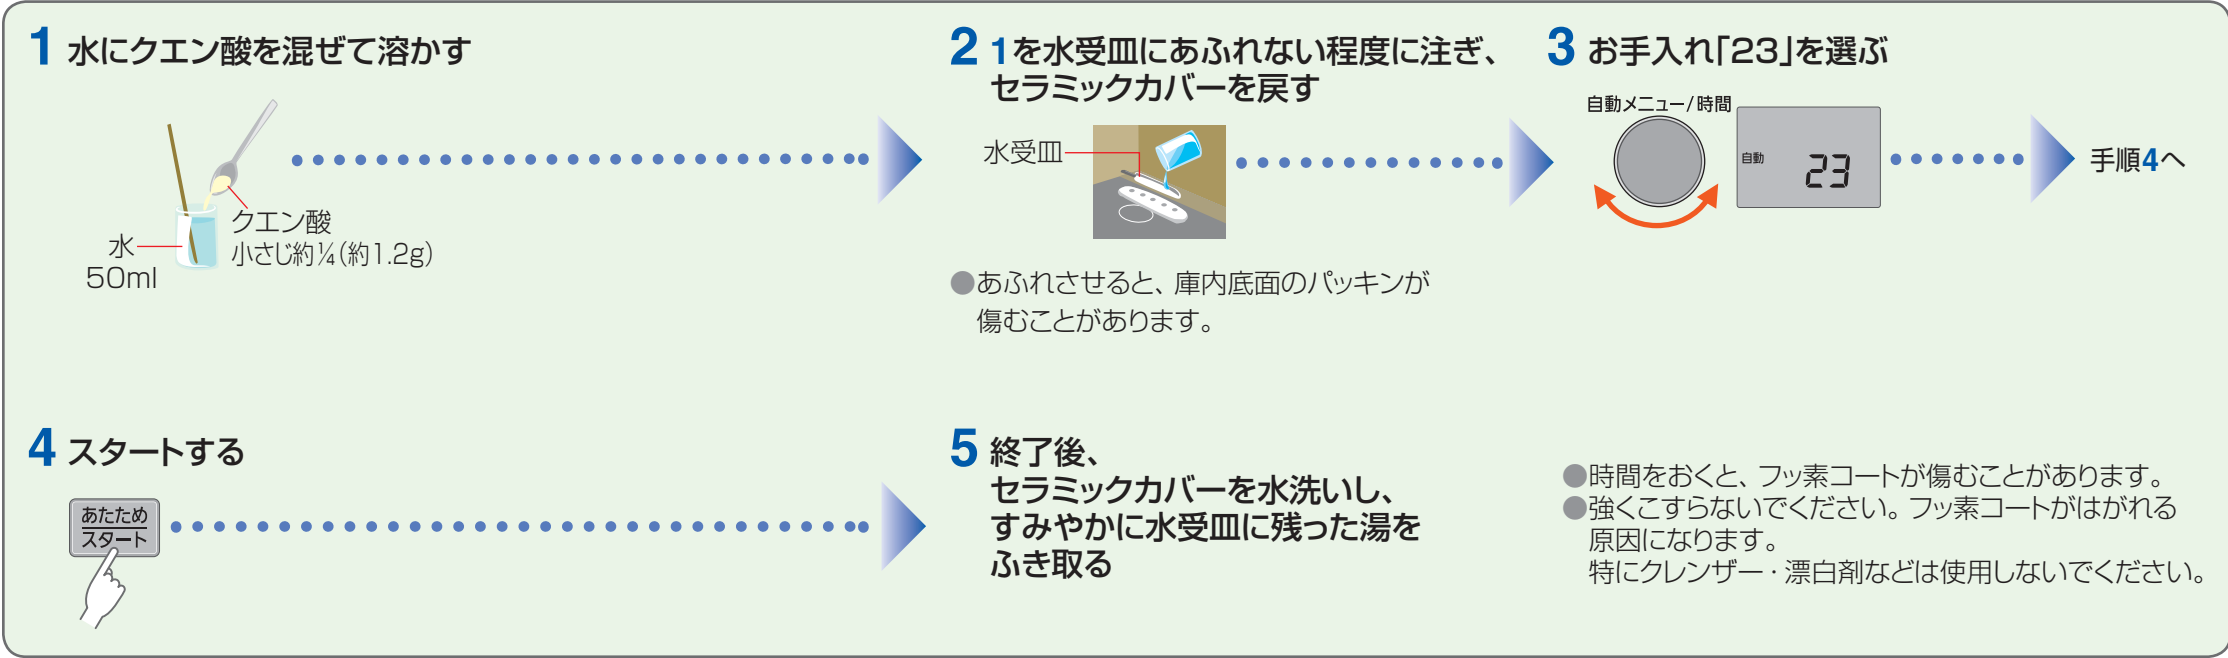 1 水にクエン酸を混ぜて溶かす
クエン酸
小さじ約¼(約1.2g)
水
50ml
2 1を水受皿にあふれない程度に注ぎ、
セラミックカバーを戻す
水受皿
●あふれさせると、庫内底面のパッキンが
傷むことがあります。
3 お手入れ「23」を選ぶ
自動メニュー/時間
自動 23
手順4へ
4 スタートする
あたため
スタート
5 終了後、
セラミックカバーを水洗いし、
すみやかに水受皿に残った湯を
ふき取る
●時間をおくと、フッ素コートが傷むことがあります。
●強くこすらないでください。フッ素コートがはがれる
原因になります。
特にクレンザー・漂白剤などは使用しないでください。